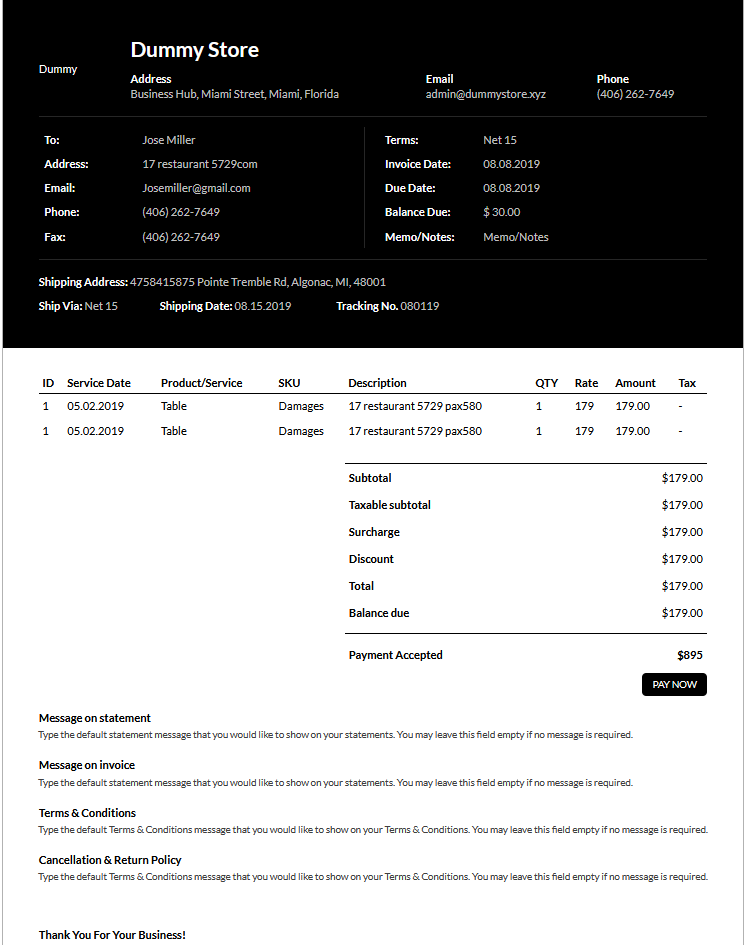 Dummy
Dummy Store
Address Email Phone
Business Hub, Miami Street, Miami, Florida admin@dummystore.xyz (406) 262-7649
To: Jose Miller Terms: Net 15
Address: 17 restaurant 5729com Invoice Date: 08.08.2019
Email: Josemiller@gmail.com Due Date: 08.08.2019
Phone: (406) 262-7649 Balance Due: $ 30.00
Fax: (406) 262-7649 Memo/Notes: Memo/Notes
Shipping Address: 4758415875 Pointe Tremble Rd, Algonac, MI, 48001
Ship Via: Net 15 Shipping Date: 08.15.2019 Tracking No. 080119
ID Service Date Product/Service SKU Description QTY Rate Amount Tax
1 05.02.2019 Table Damages 17 restaurant 5729 pax580 1 179 179.00 -
1 05.02.2019 Table Damages 17 restaurant 5729 pax580 1 179 179.00 -
Subtotal $179.00
Taxable subtotal $179.00
Surcharge $179.00
Discount $179.00
Total $179.00
Balance due $179.00
Payment Accepted $895
PAY NOW
Message on statement
Type the default statement message that you would like to show on your statements. You may leave this field empty if no message is required.
Message on invoice
Type the default statement message that you would like to show on your statements. You may leave this field empty if no message is required.
Terms & Conditions
Type the default Terms & Conditions message that you would like to show on your Terms & Conditions. You may leave this field empty if no message is required.
Cancellation & Return Policy
Type the default Terms & Conditions message that you would like to show on your Terms & Conditions. You may leave this field empty if no message is required.
Thank You For Your Business!